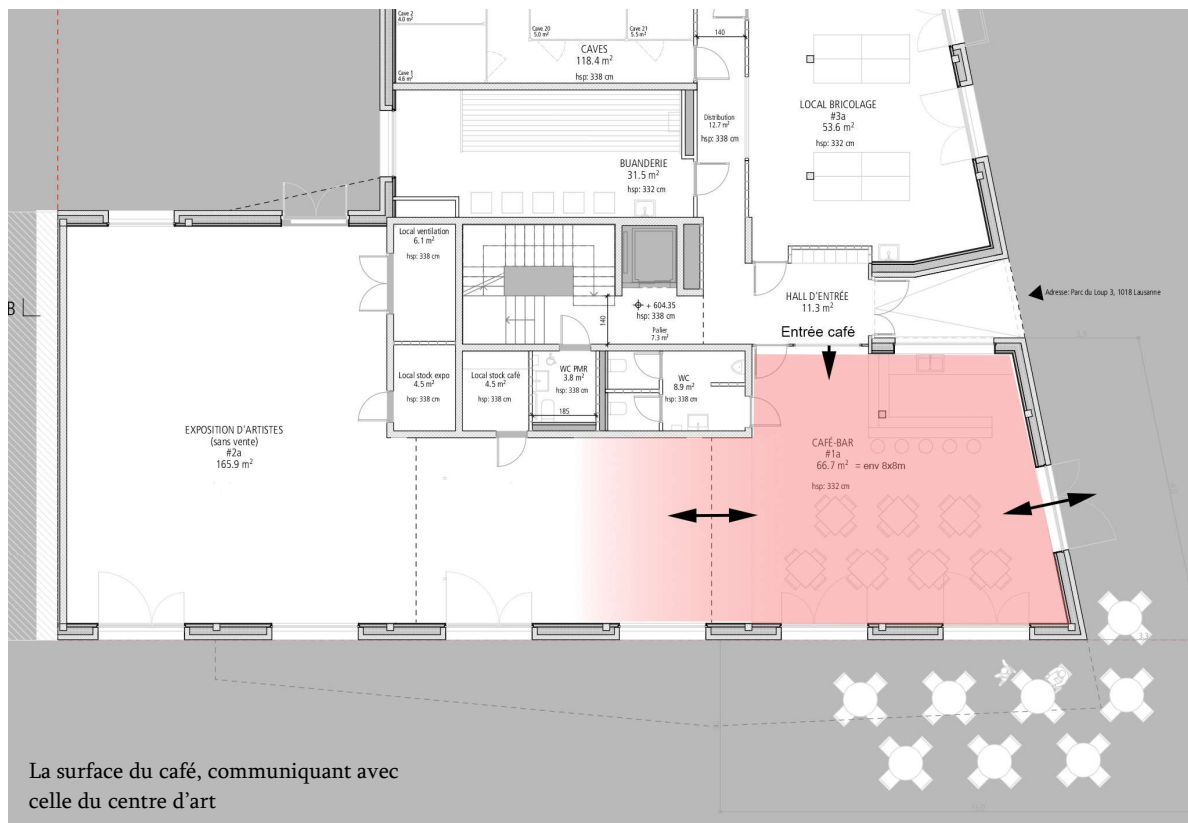 Cave 2
4.0 m²
Cave 20
5.0 m²
Cave 21
5.5 m²
140
CAVES
118.4 m²
hsp: 338 cm
Cave 1
4.6 m²
LOCAL BRICOLAGE
#3a
53.6 m²
hsp: 332 cm
Distribution
12.7 m²
hsp: 338 cm
BUANDERIE
31.5 m²
hsp: 332 cm
Local ventilation
6.1 m²
hsp: 338 cm
B
+ 604.35
hsp: 338 cm
Palier
7.3 m²
140
HALL D'ENTRÉE
11.3 m²
Entrée café
Adresse: Parc du Loup 3, 1018 Lausanne
Local stock expo
4.5 m²
hsp: 338 cm
Local stock café
4.5 m²
hsp: 338 cm
WC PMR
3.8 m²
hsp: 338 cm
185
WC
8.9 m²
hsp: 338 cm
EXPOSITION D'ARTISTES
(sans vente)
#2a
165.9 m²
CAFÉ-BAR
#1a
66.7 m² = env 8x8m
hsp: 332 cm
La surface du café, communiquant avec
celle du centre d'art